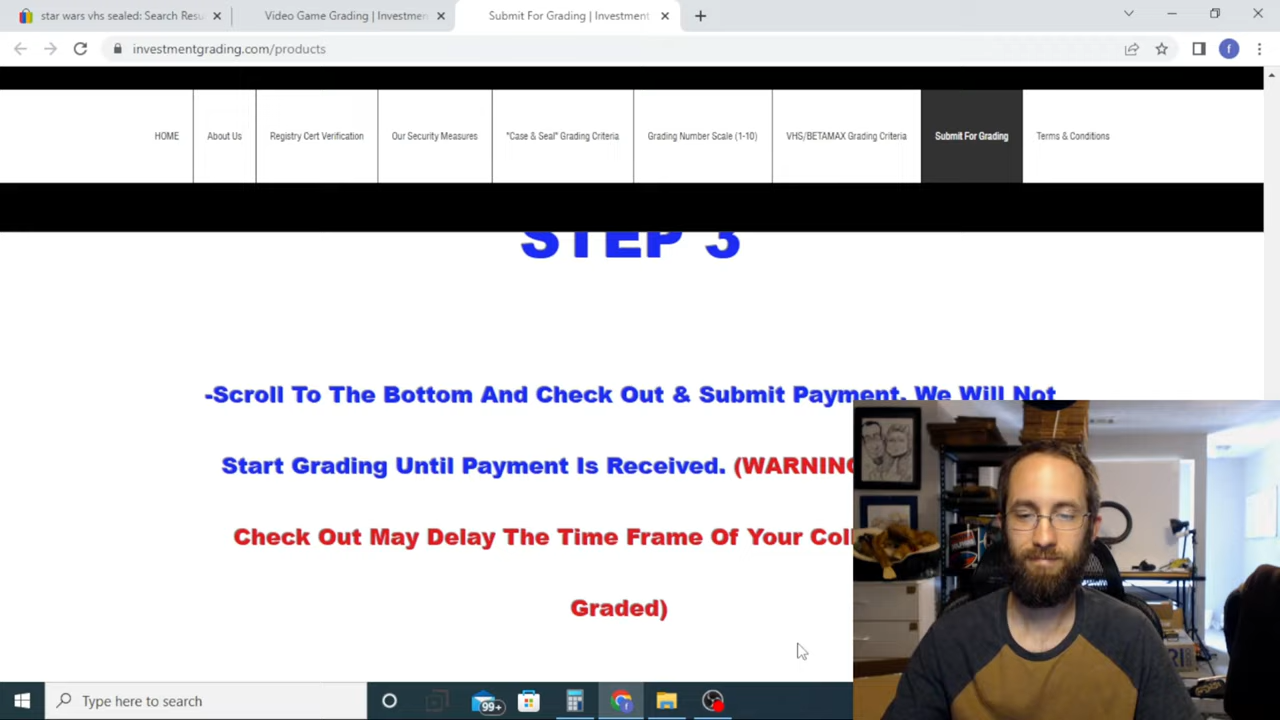 star wars vhs sealed: Search Resu
Video Game Grading | Investmen
Submit For Grading | Investment
investmentgrading.com/products
f
HOME
About Us
Registry Cert Verification
Our Security Measures
"Case & Seal" Grading Criteria
Grading Number Scale (1-10)
VHS/BETAMAX Grading Criteria
Submit For Grading
Terms & Conditions
STEP 3
-Scroll To The Bottom And Check Out & Submit Payment. We Will Not
Start Grading Until Payment Is Received. (WARNING
Check Out May Delay The Time Frame Of Your Coll
Graded)
Type here to search
99+